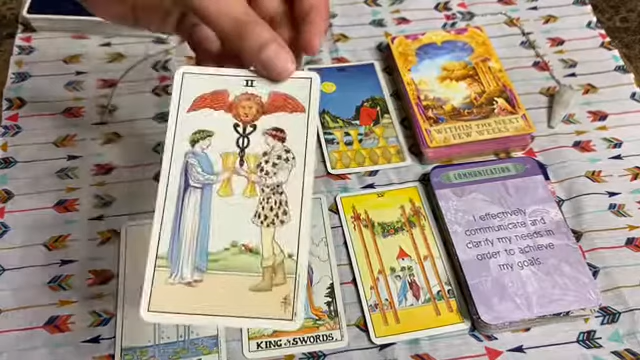 II
WITHIN THE NEXT
FEW WEEKS
COMMUNICATION
I effectively
communicate and
clarify my needs in
order to achieve
my goals.
KING of SWORDS.